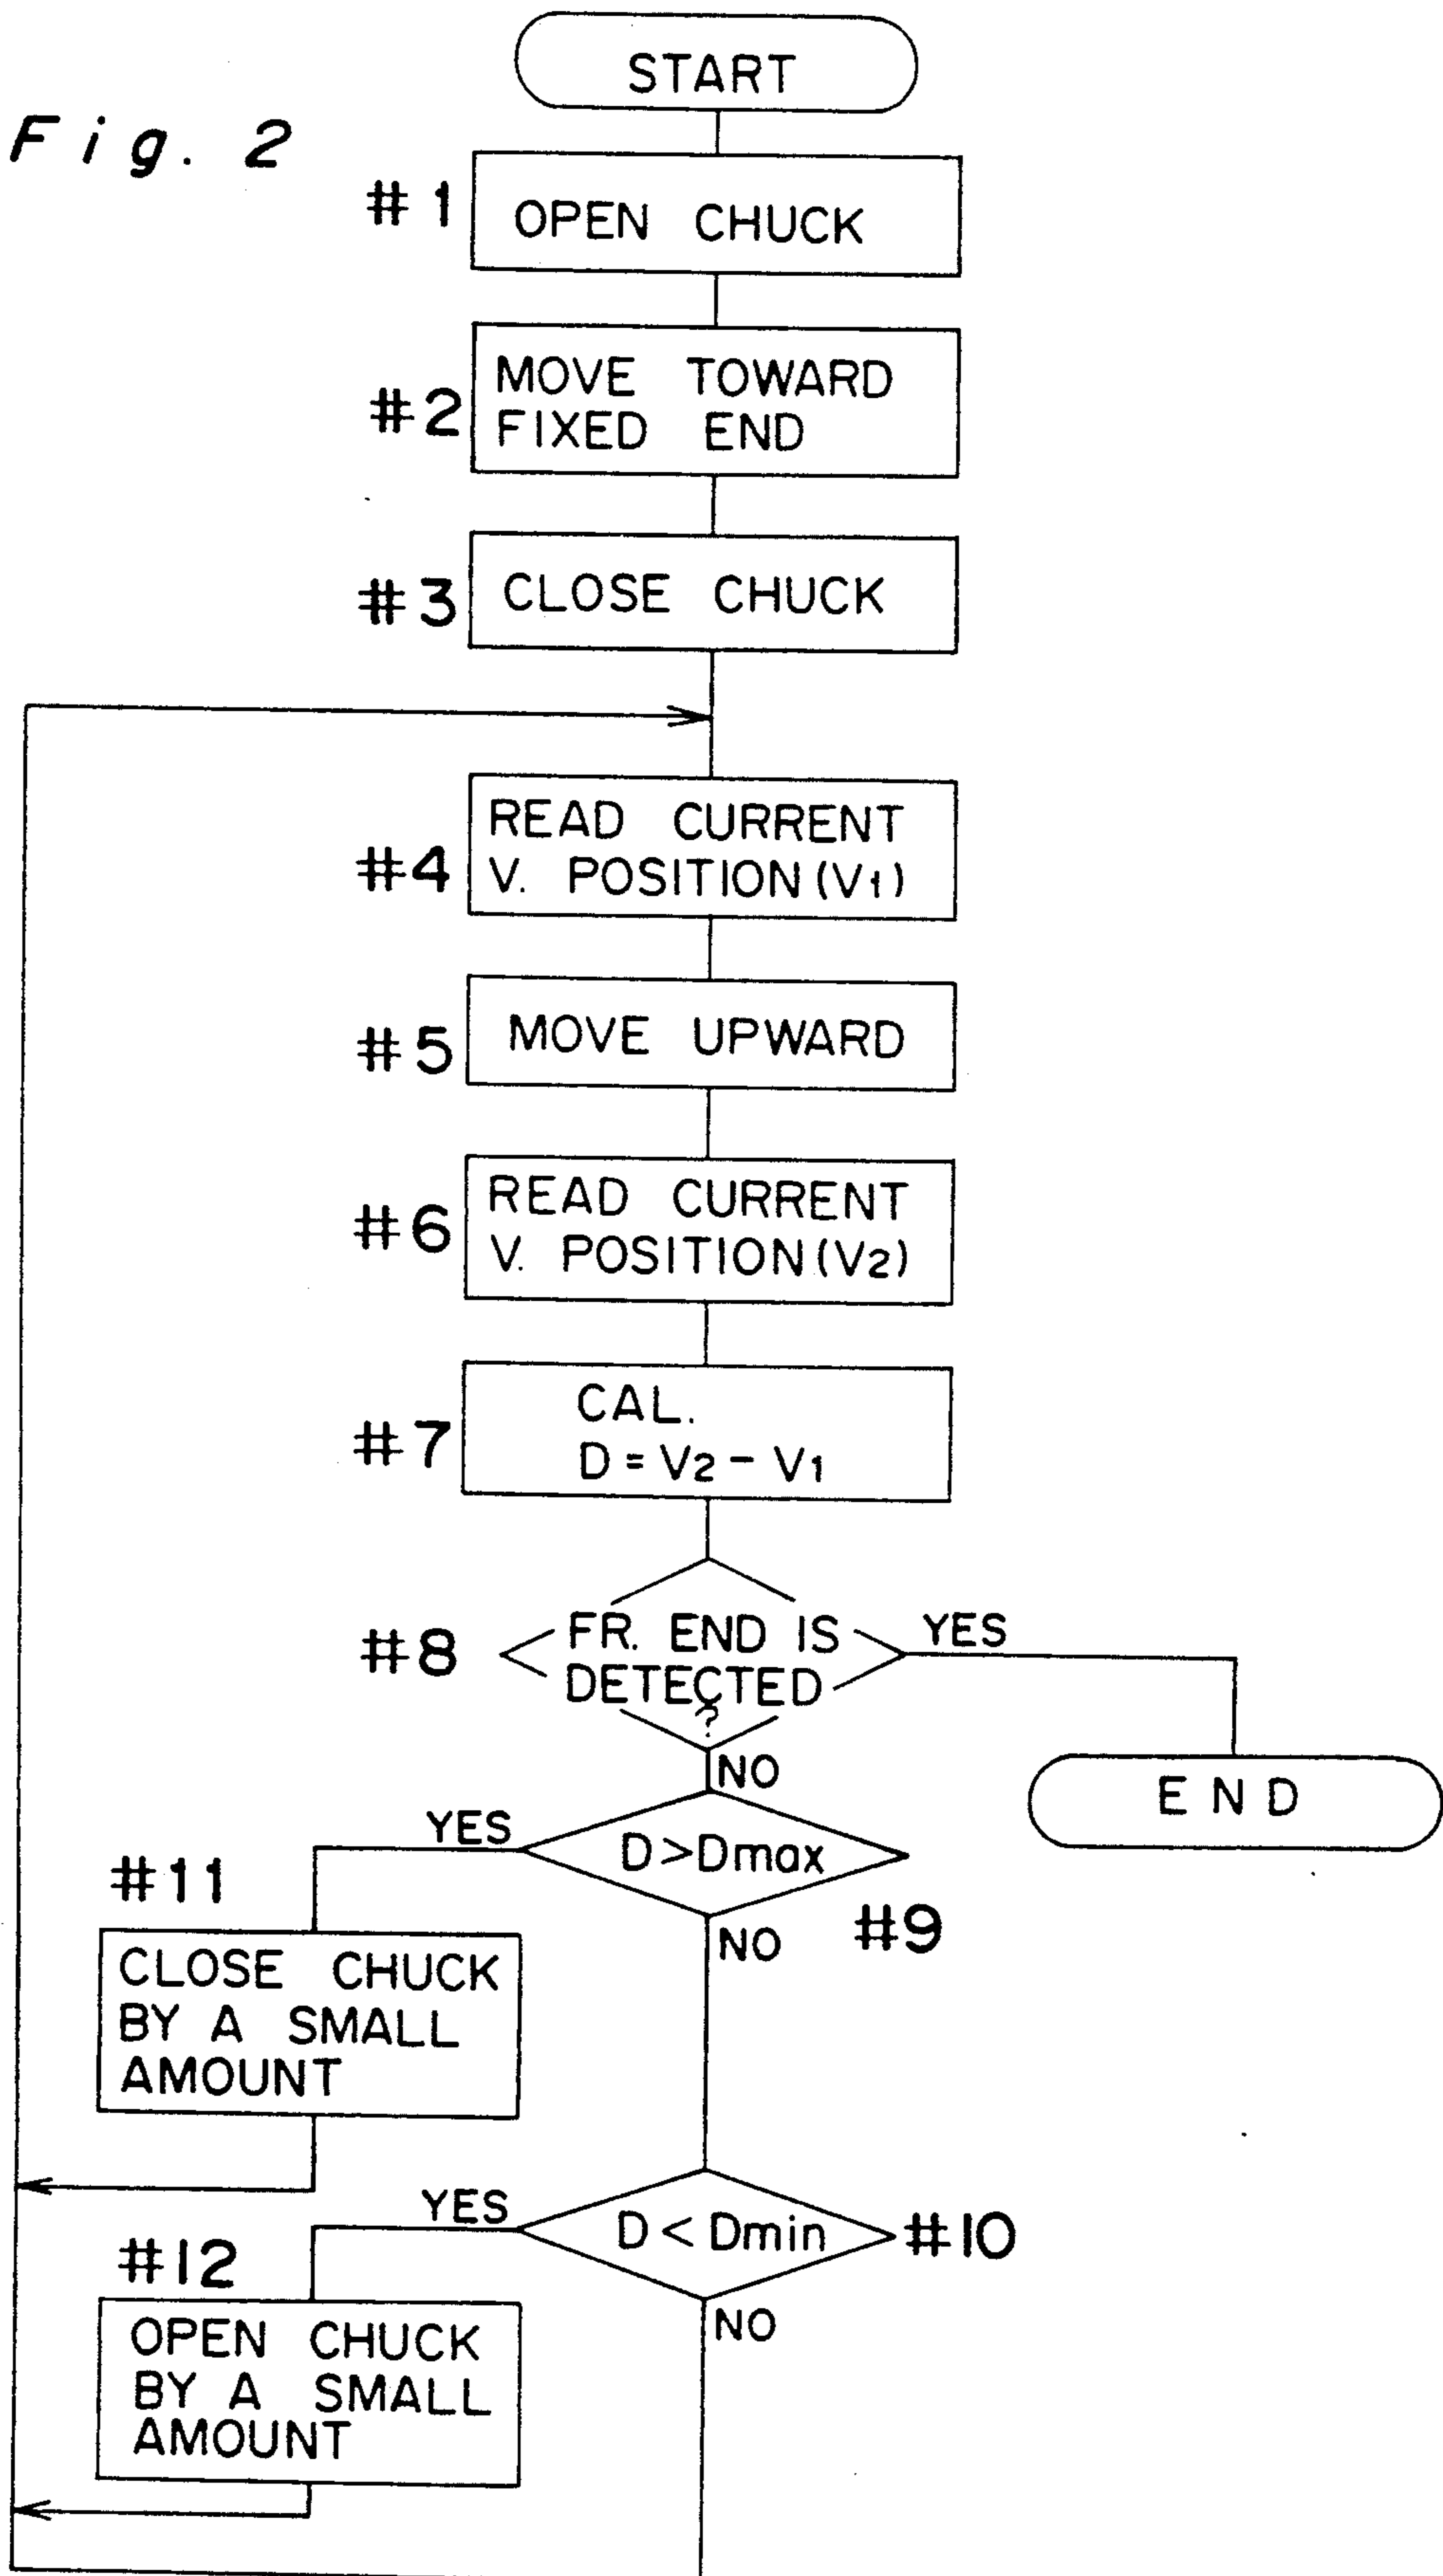 START
Fig. 2
#1
OPEN CHUCK
#2
MOVE TOWARD
FIXED END
#3
CLOSE CHUCK
#4
READ CURRENT
V. POSITION (V1)
#5
MOVE UPWARD
#6
READ CURRENT
V. POSITION (V2)
#7
CAL.
D = V2 - V1
#8
FR. END IS
DETECTED
?
YES
NO
END
YES
D > Dmax
#9
NO
#11
CLOSE CHUCK
BY A SMALL
AMOUNT
YES
D < Dmin
#10
NO
#12
OPEN CHUCK
BY A SMALL
AMOUNT